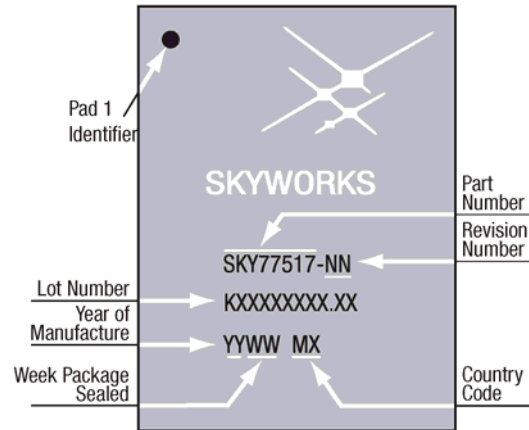 Pad 1
Identifier
SKYWORKS
Part
Number
Revision
Number
SKY77517-NN
Lot Number
KXXXXXXXXX.XX
Year of
Manufacture
YYWW MX
Week Package
Sealed
Country
Code